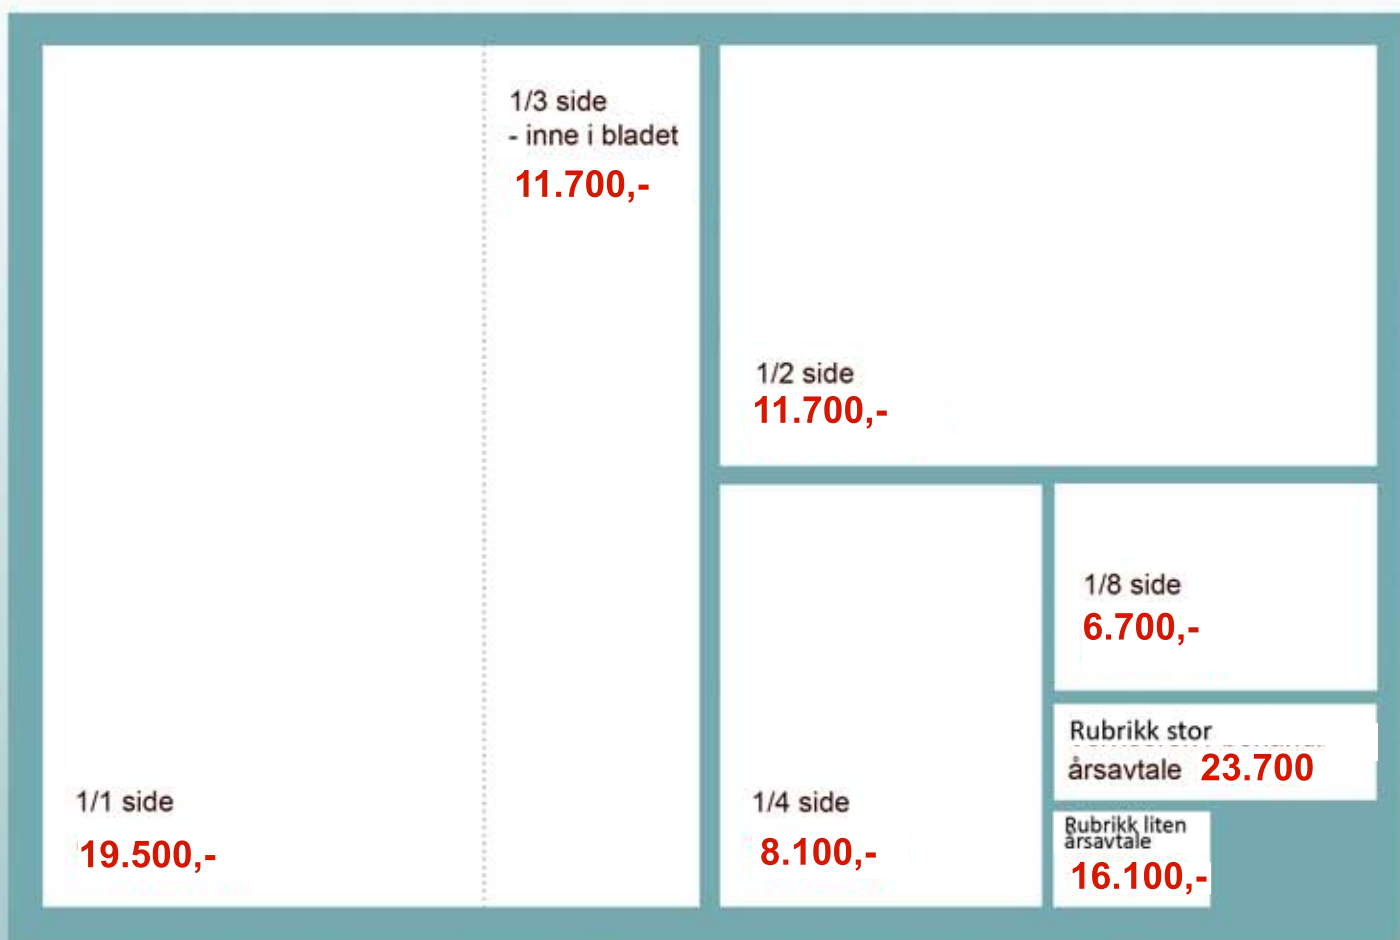 1/3 side
- inne i bladet
11.700,-
1/1 side
19.500,-
1/2 side
11.700,-
1/4 side
8.100,-
1/8 side
6.700,-
Rubrikk stor
årsavtale 23.700
Rubrikk liten
årsavtale
16.100,-